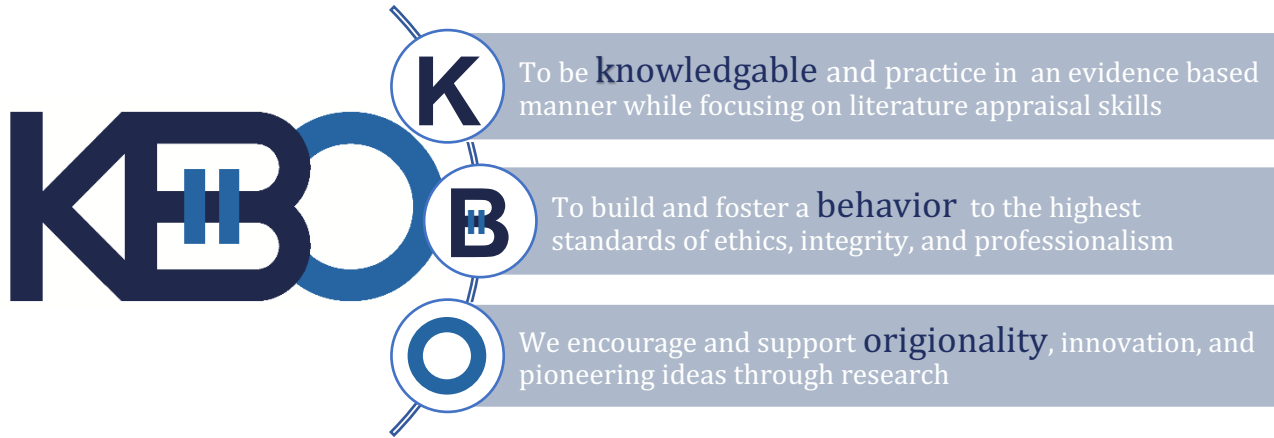 KBO
K
To be knowledgable and practice in an evidence based
manner while focusing on literature appraisal skills
B
To build and foster a behavior to the highest
standards of ethics, integrity, and professionalism
O
We encourage and support origionality, innovation, and
pioneering ideas through research